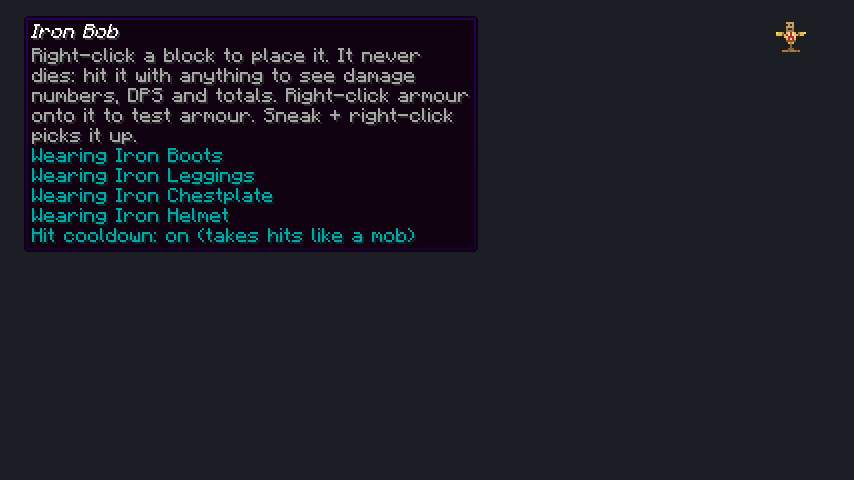 Iron Bob
Right-click a block to place it. It never
dies: hit it with anything to see damage
numbers, DPS and totals. Right-click armour
onto it to test armour. Sneak + right-click
picks it up.
Wearing Iron Boots
Wearing Iron Leggings
Wearing Iron Chestplate
Wearing Iron Helmet
Hit cooldown: on (takes hits like a mob)